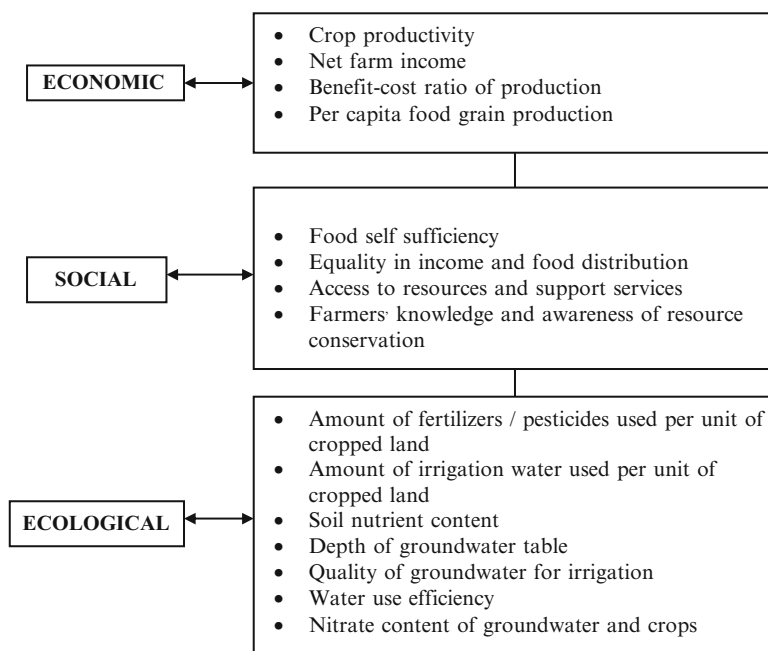 ECONOMIC
• Crop productivity
• Net farm income
• Benefit-cost ratio of production
• Per capita food grain production
SOCIAL
• Food self sufficiency
• Equality in income and food distribution
• Access to resources and support services
• Farmers' knowledge and awareness of resource
conservation
ECOLOGICAL
• Amount of fertilizers / pesticides used per unit of
cropped land
• Amount of irrigation water used per unit of
cropped land
• Soil nutrient content
• Depth of groundwater table
• Quality of groundwater for irrigation
• Water use efficiency
• Nitrate content of groundwater and crops